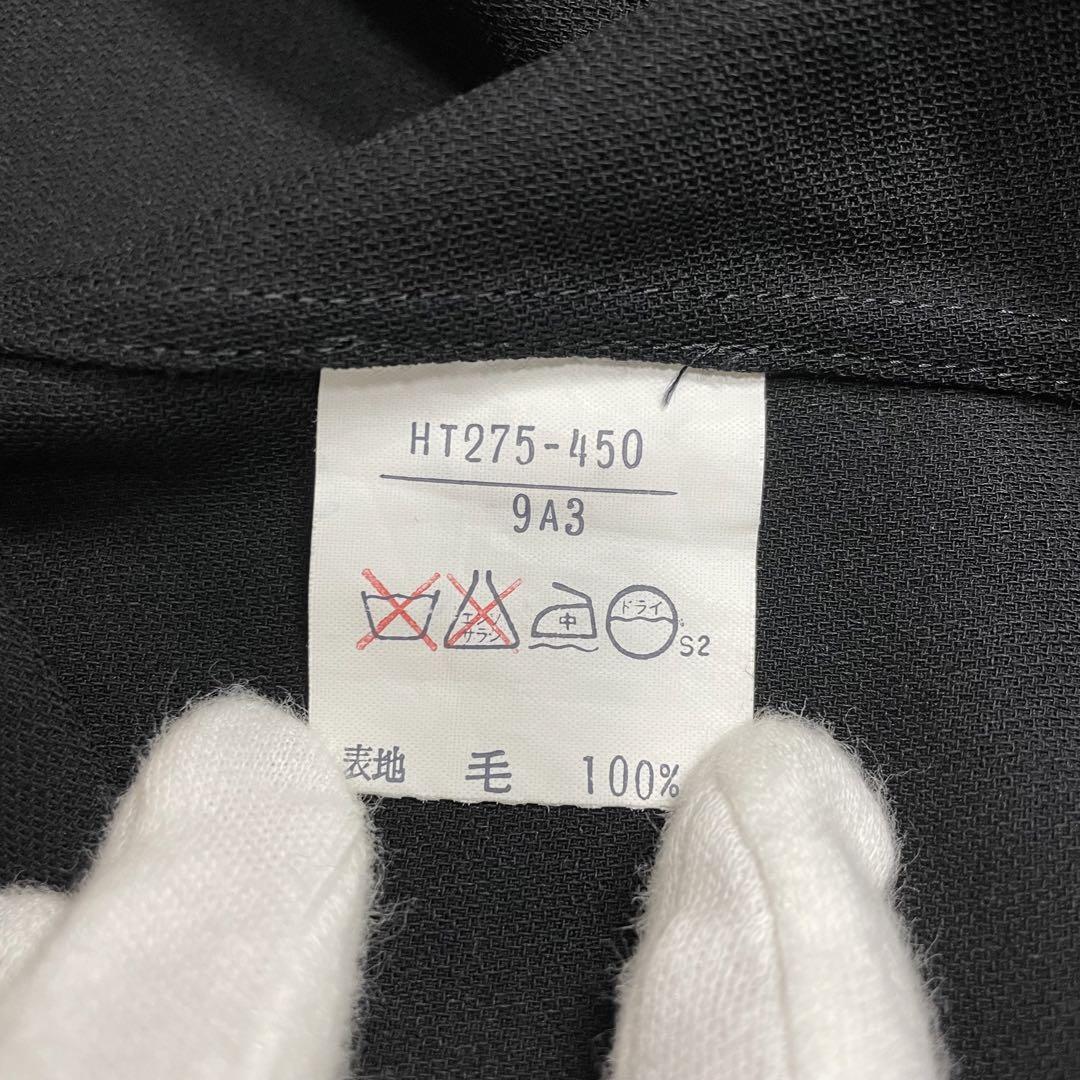 HT275-450
9A3
エンソ
サラシ
中
ドライ
S2
表地 毛 100%